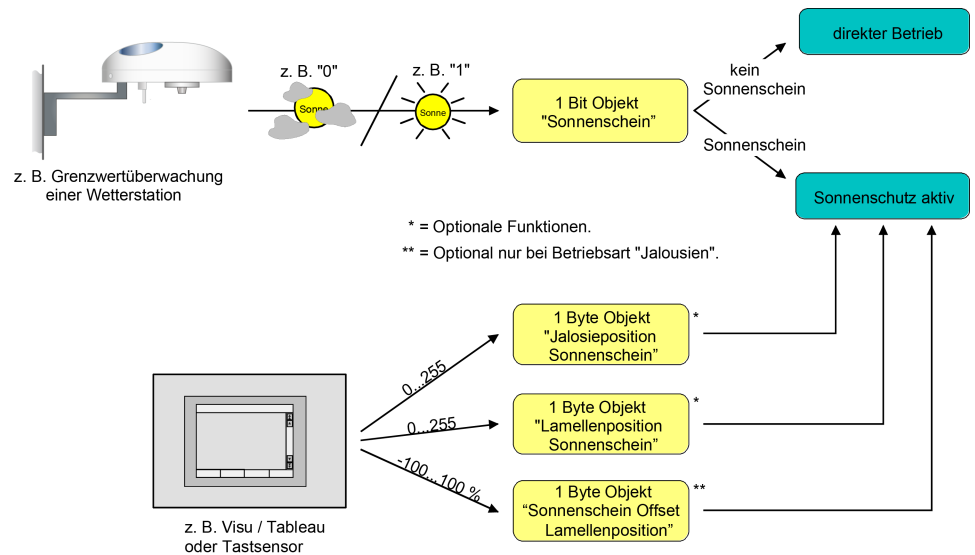 direkter Betrieb
kein
Sonnenschein
z. B. "0"
z. B. "1"
Sonne
Sonne
1 Bit Objekt
"Sonnenschein”
Sonnenschein
z. B. Grenzwertüberwachung
einer Wetterstation
Sonnenschutz aktiv
* = Optionale Funktionen.
** = Optional nur bei Betriebsart "Jalousien".
1 Byte Objekt
"Jalosieposition
Sonnenschein”
*
0...255
1 Byte Objekt
"Lamellenposition
Sonnenschein”
*
0...255
-100...100 %
1 Byte Objekt
“Sonnenschein Offset
Lamellenposition”
**
z. B. Visu / Tableau
oder Tastsensor